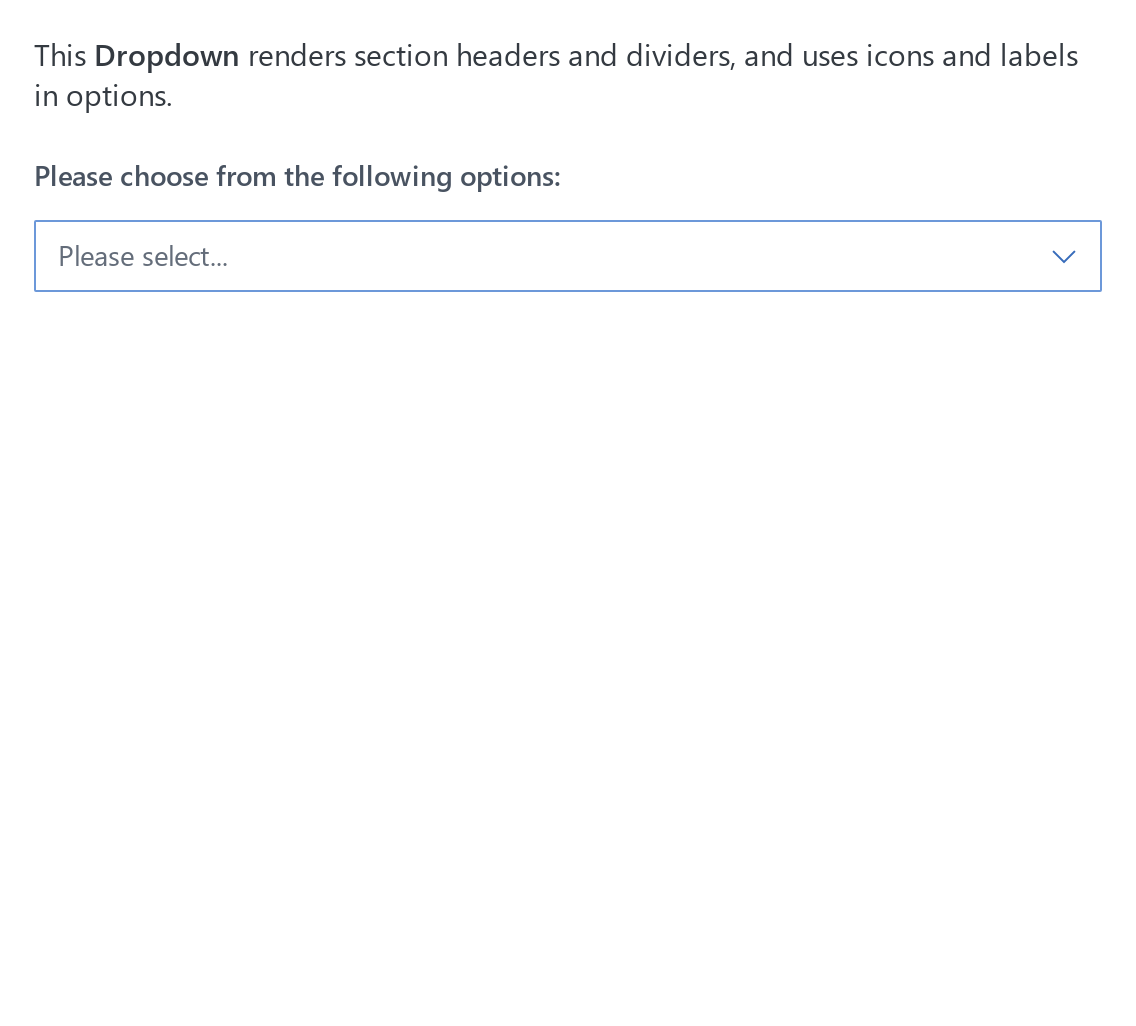 This Dropdown renders section headers and dividers, and uses icons and labels
in options.
Please choose from the following options:
Please select...